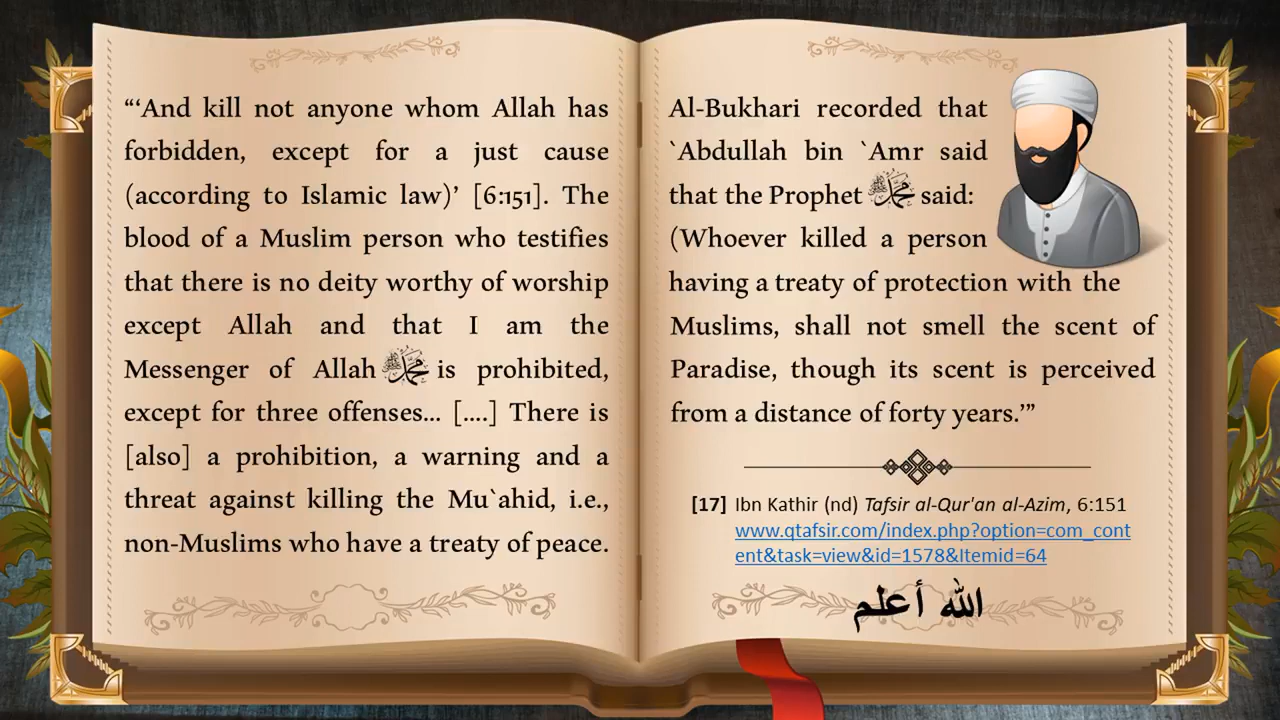 “‘And kill not anyone whom Allah has
forbidden, except for a just cause
(according to Islamic law)’ [6:151]. The
blood of a Muslim person who testifies
that there is no deity worthy of worship
except Allah and that I am the
Messenger of Allah ﷺ is prohibited,
except for three offenses... [....] There is
[also] a prohibition, a warning and a
threat against killing the Mu`ahid, i.e.,
non-Muslims who have a treaty of peace.
Al-Bukhari recorded that
`Abdullah bin `Amr said
that the Prophet ﷺ said:
(Whoever killed a person
having a treaty of protection with the
Muslims, shall not smell the scent of
Paradise, though its scent is perceived
from a distance of forty years.’”
[17] Ibn Kathir (nd) Tafsir al-Qur'an al-Azim, 6:151
www.qtafsir.com/index.php?option=com_cont
ent&task=view&id=1578&Itemid=64
الله أعلم